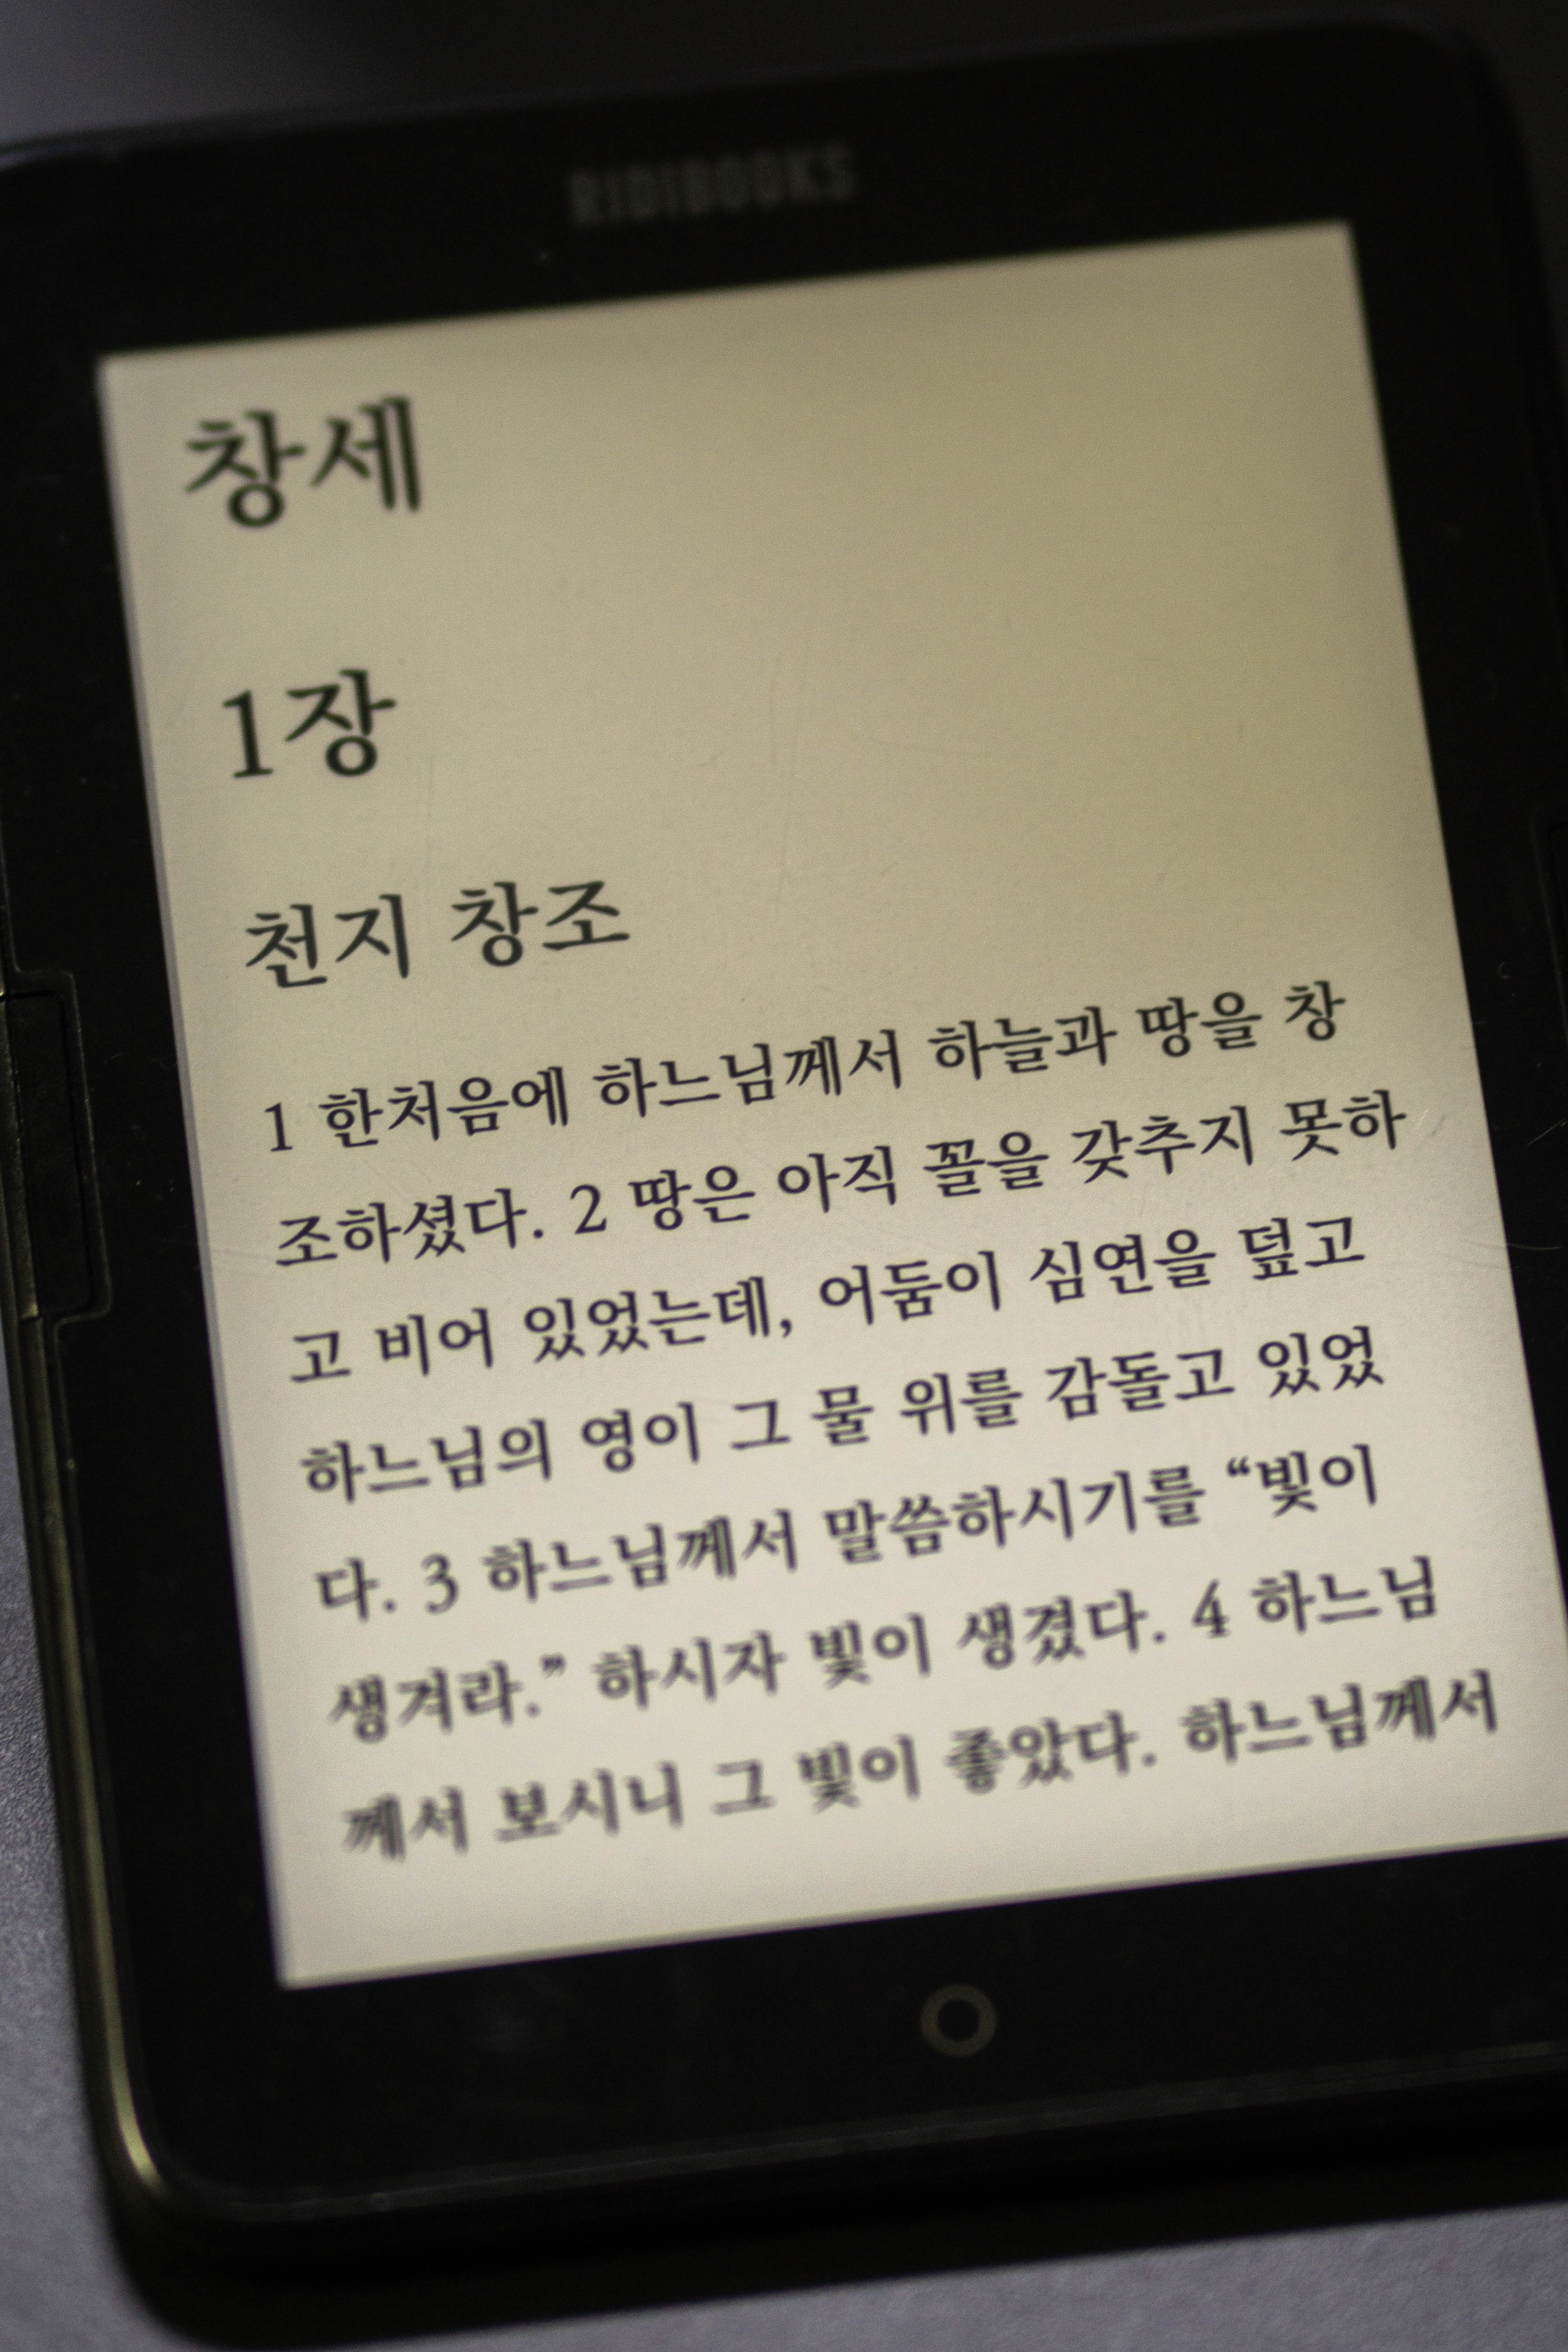 RIDIBOOKS
창세
1장
천지 창조
1 한처음에 하느님께서 하늘과 땅을 창
조하셨다. 2 땅은 아직 꼴을 갖추지 못하
고 비어 있었는데, 어둠이 심연을 덮고
하느님의 영이 그 물 위를 감돌고 있었
다. 3 하느님께서 말씀하시기를 “빛이
생겨라.” 하시자 빛이 생겼다. 4 하느님
께서 보시니 그 빛이 좋았다. 하느님께서